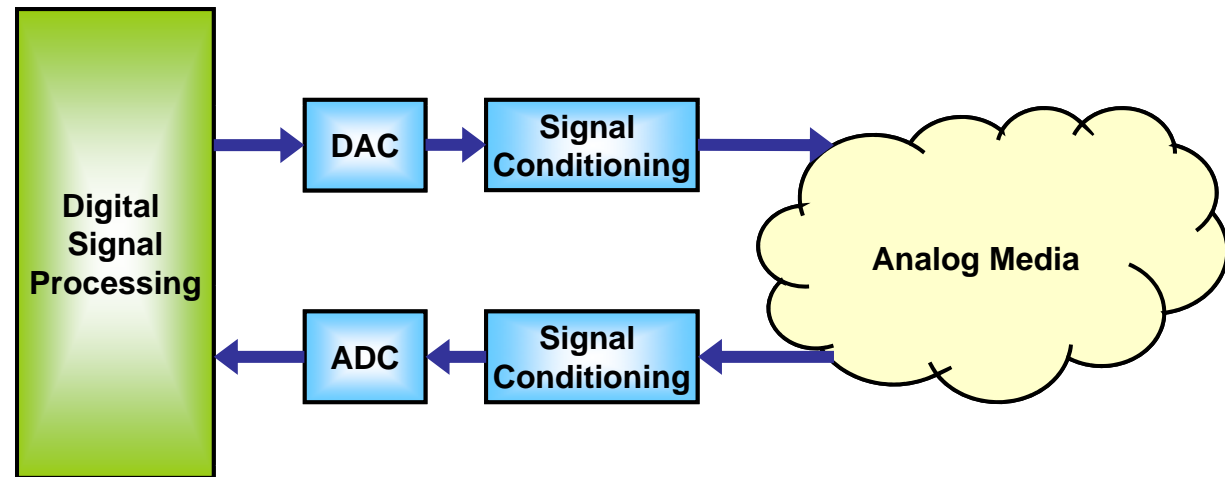 Digital
Signal
Processing
DAC
Signal
Conditioning
Analog Media
ADC
Signal
Conditioning